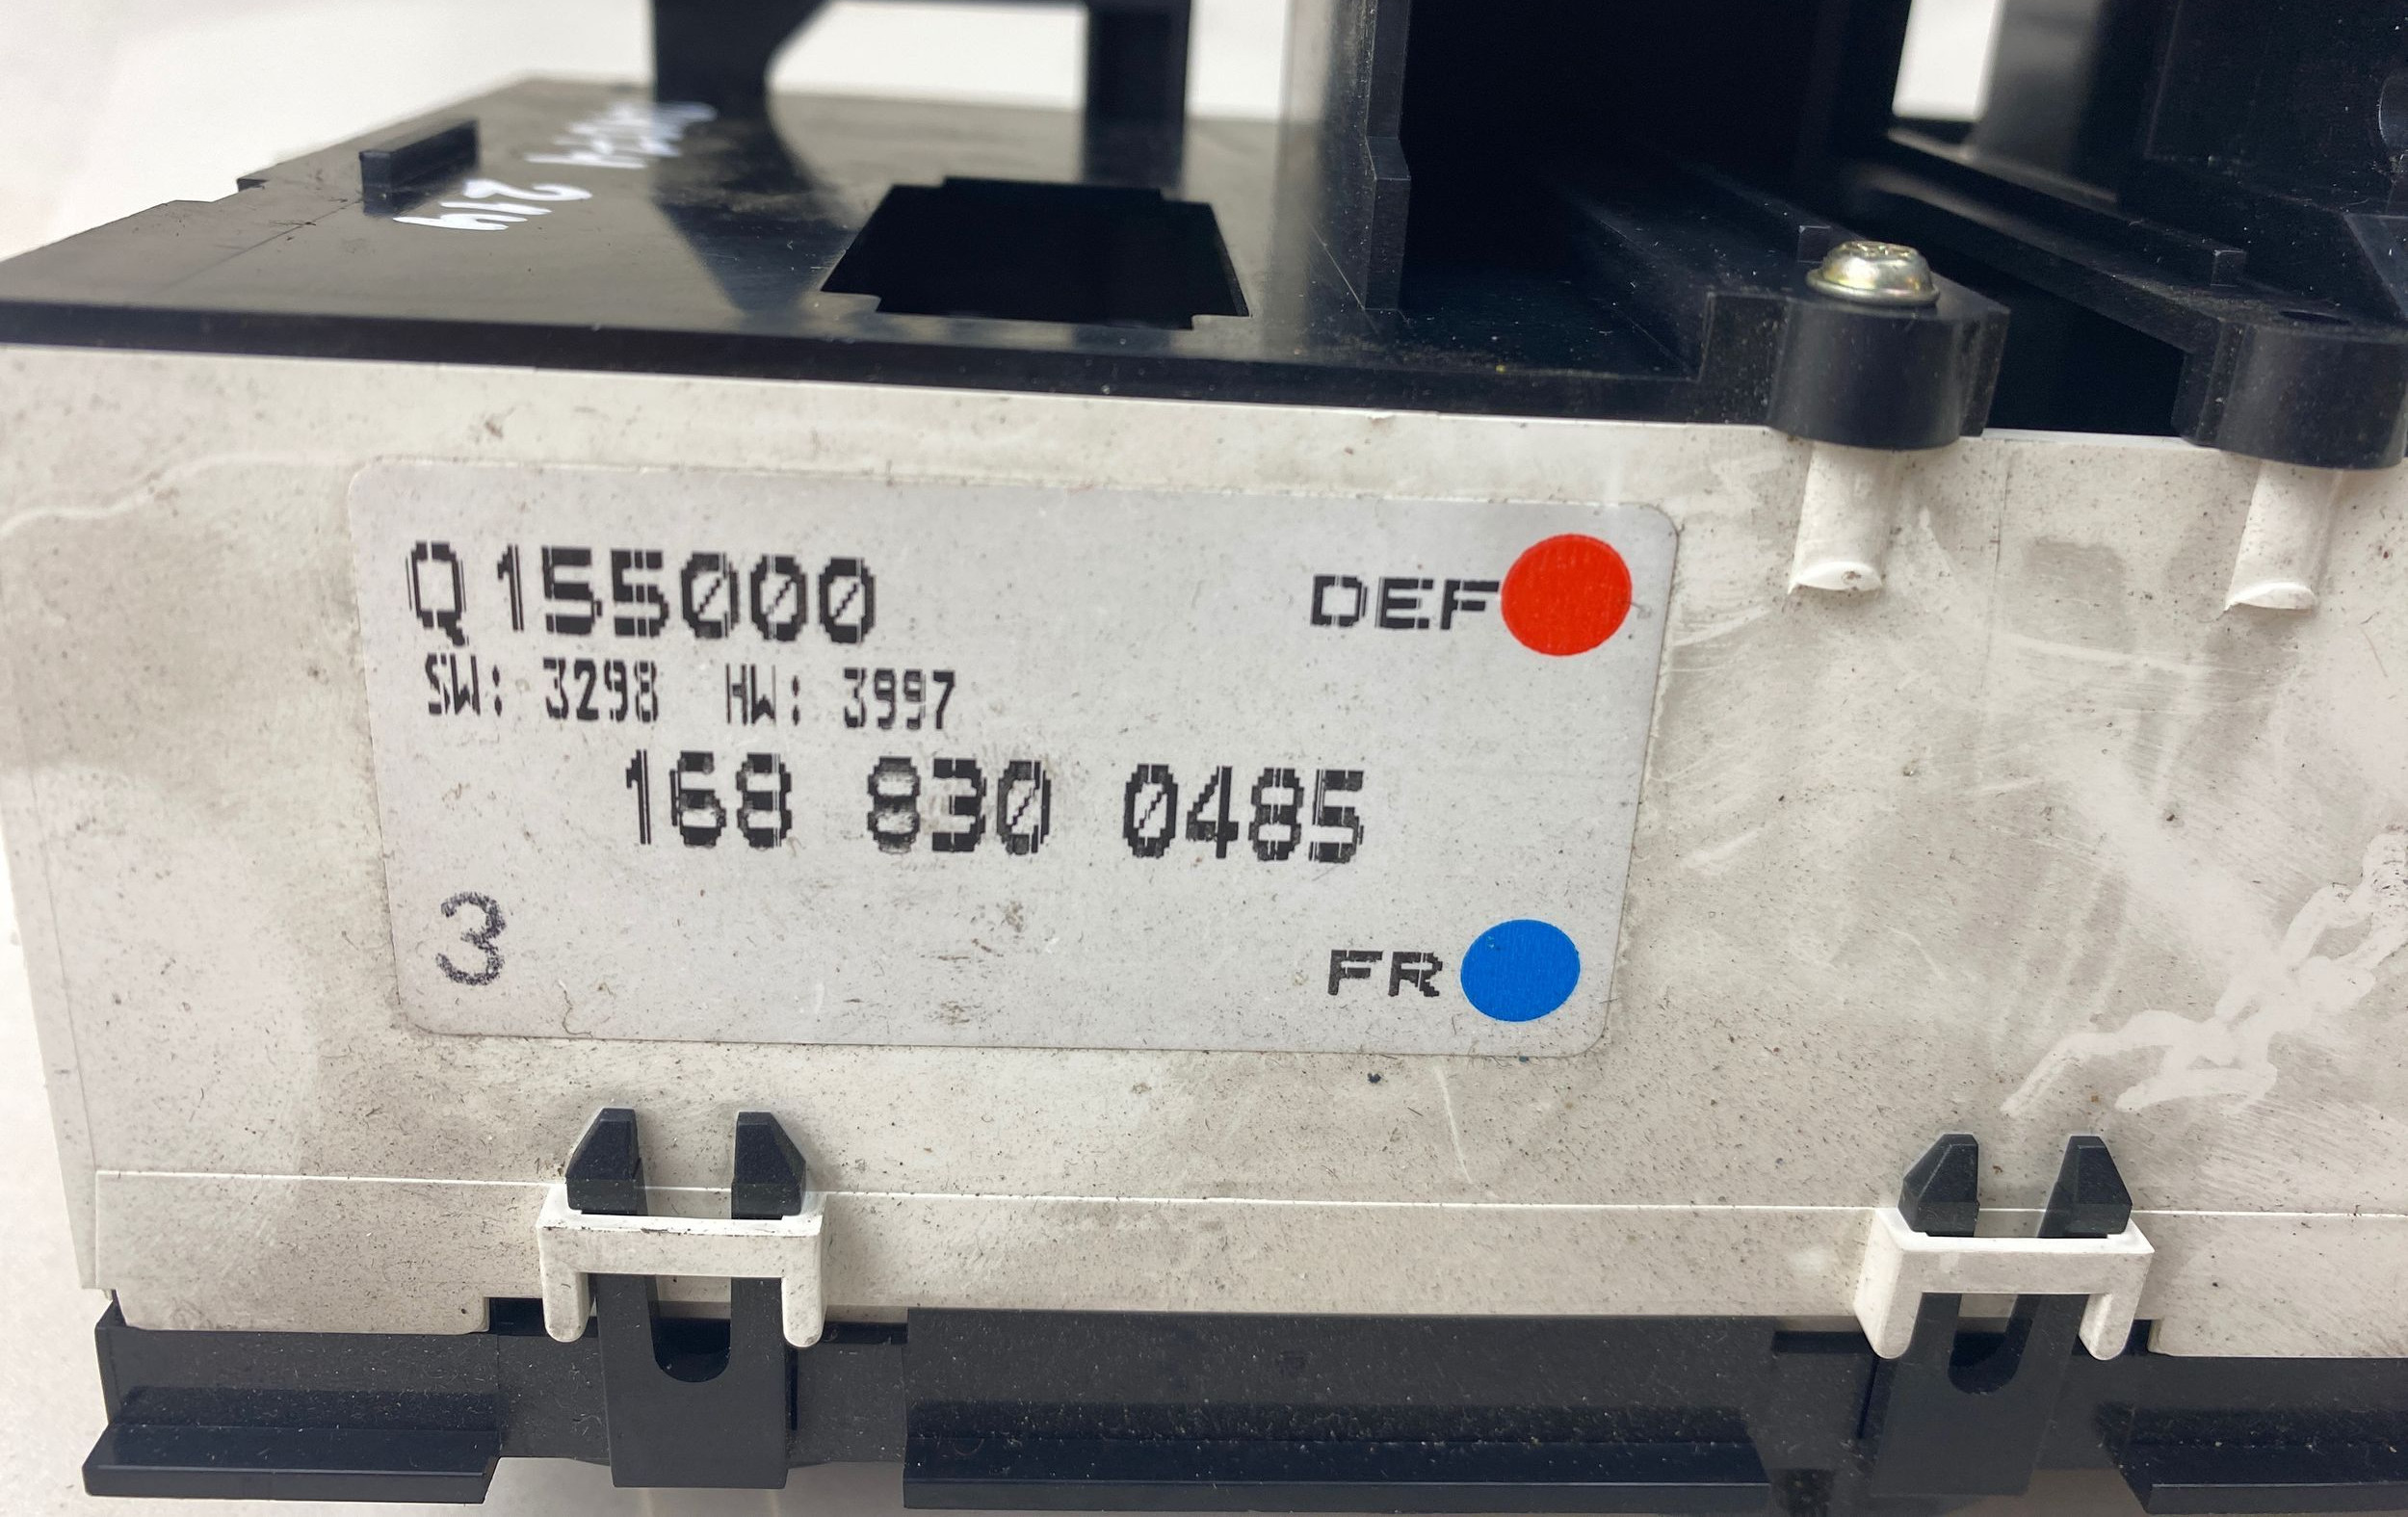 Q155000
DEF
SW: 3298 HW: 3997
168 830 0485
3
FR